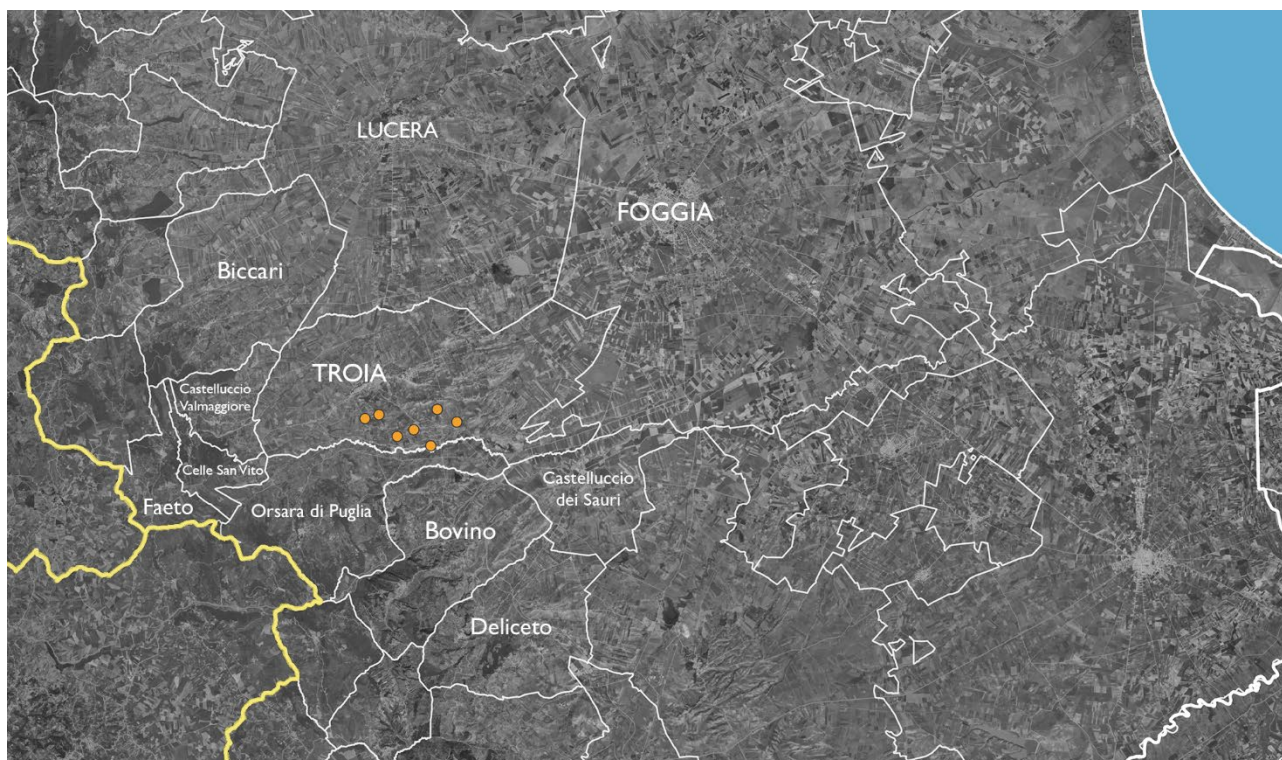 LUCERA
FOGGIA
Biccari
TROIA
Castelluccio
Valmaggiore
Celle San Vito
Castelluccio
dei Sauri
Faeto
Orsara di Puglia
Bovino
Deliceto